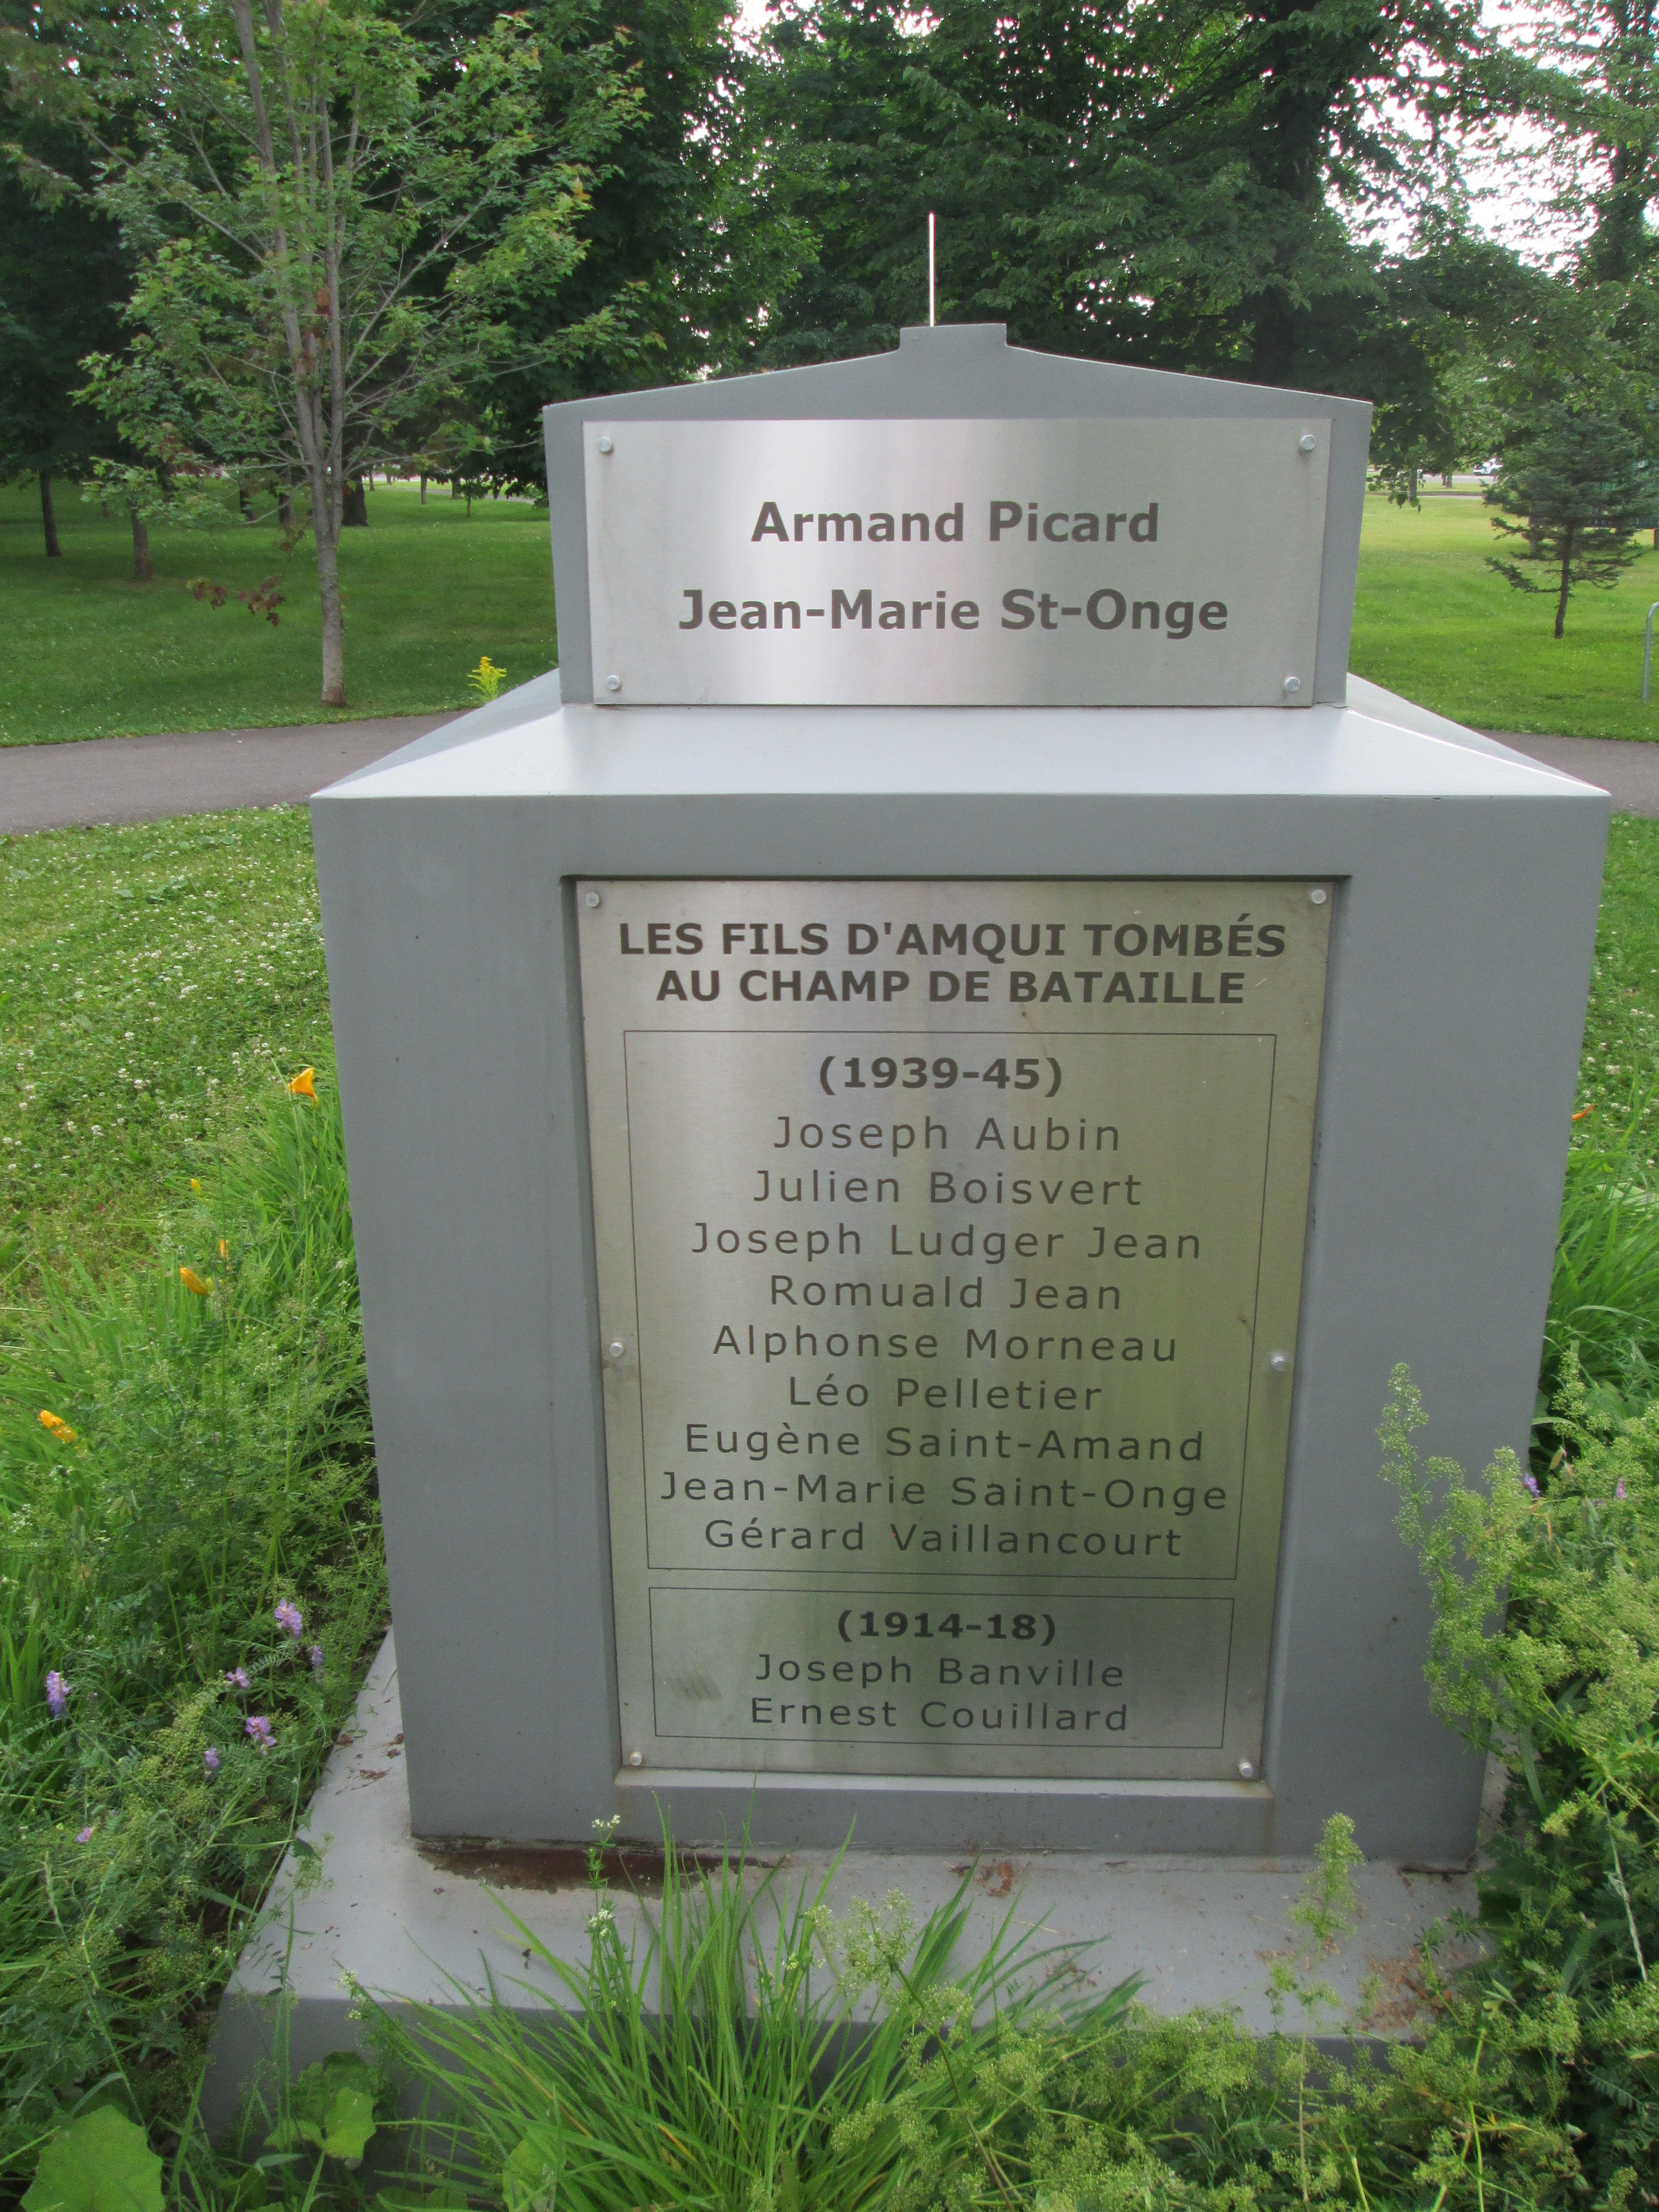 Armand Picard
Jean-Marie St-Onge
LES FILS D'AMQUI TOMBÉS
AU CHAMP DE BATAILLE
(1939-45)
Joseph Aubin
Julien Boisvert
Joseph Ludger Jean
Romuald Jean
Alphonse Morneau
Léo Pelletier
Eugène Saint-Amand
Jean-Marie Saint-Onge
Gérard Vaillancourt
(1914-18)
Joseph Banville
Ernest Couillard